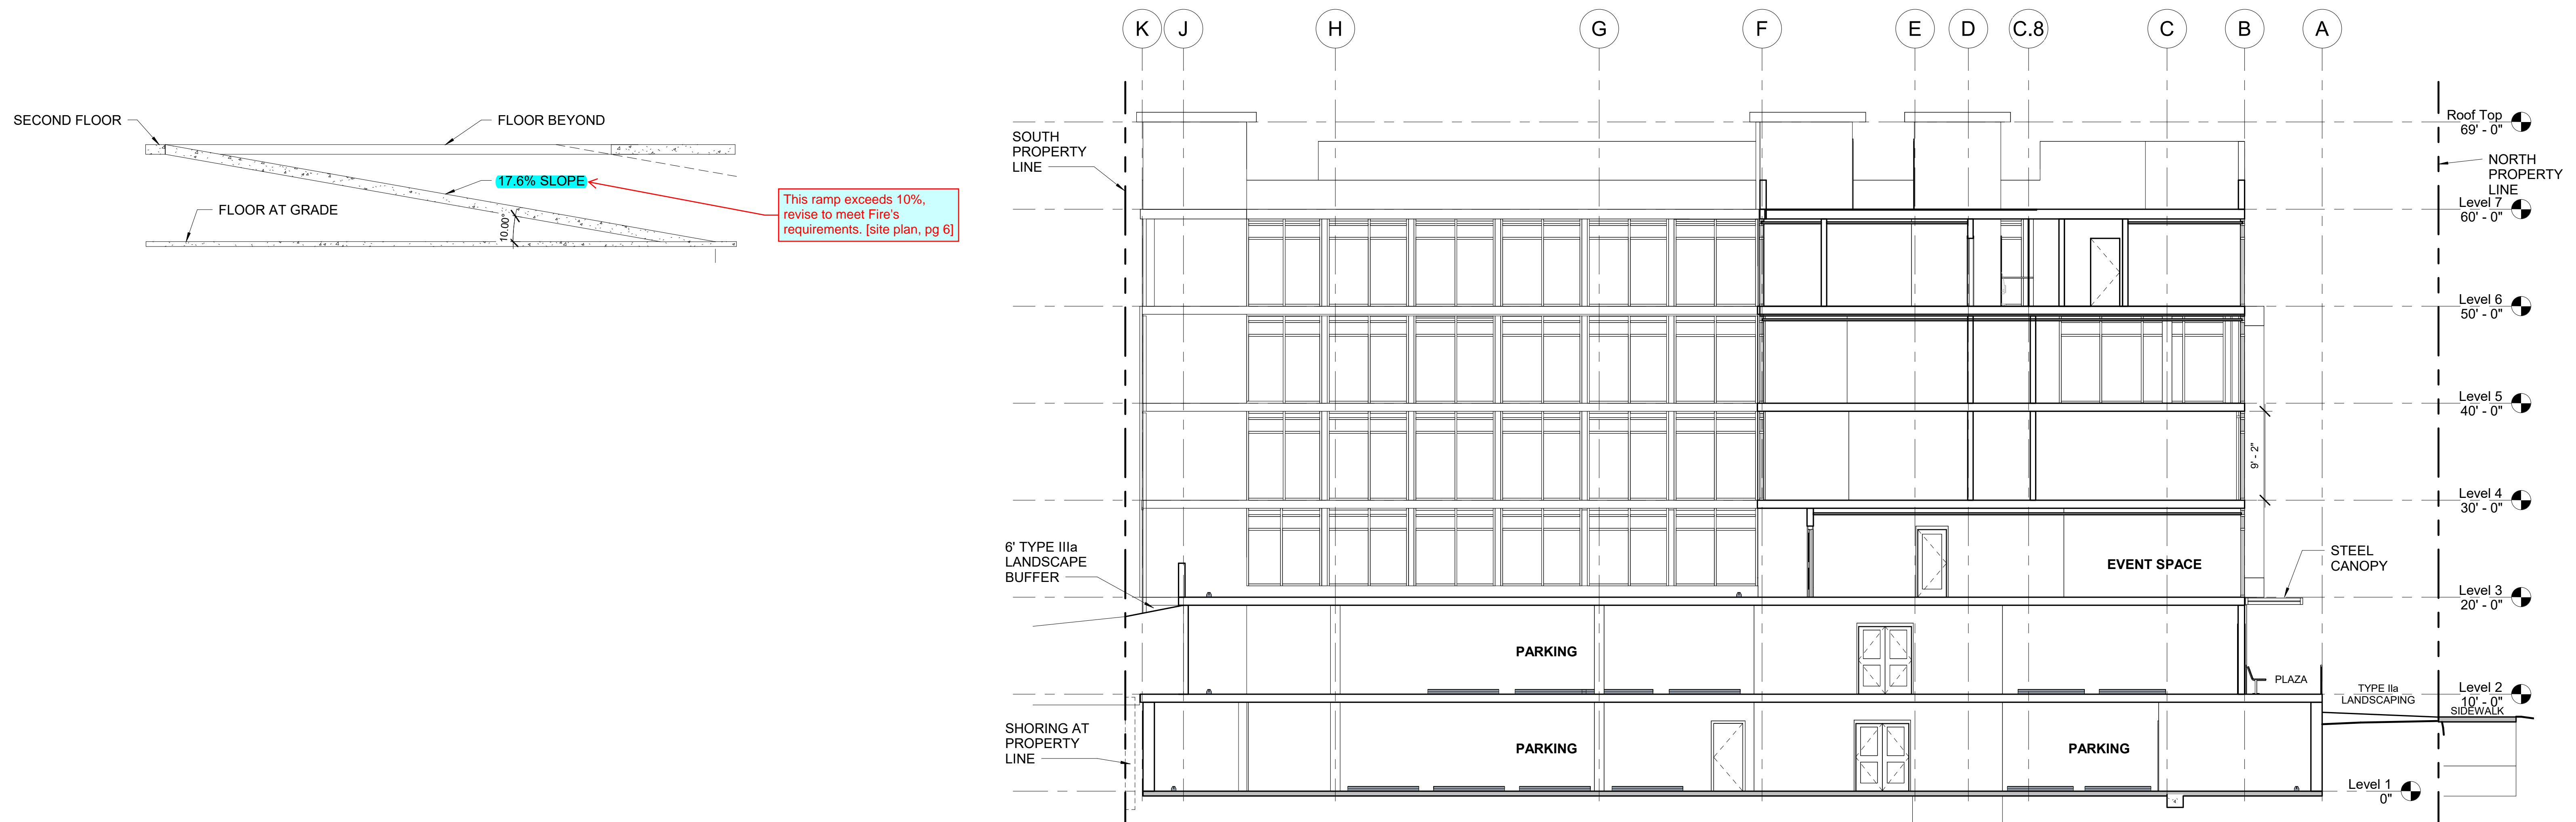 K
J
H
G
F
E
D
C.8
C
B
A
SECOND FLOOR
FLOOR BEYOND
17.6% SLOPE
FLOOR AT GRADE
10.00°
This ramp exceeds 10%,
revise to meet Fire's
requirements. [site plan, pg 6]
SOUTH
PROPERTY
LINE
Roof Top
69' - 0"
NORTH
PROPERTY
LINE
Level 7
60' - 0"
Level 6
50' - 0"
Level 5
40' - 0"
9' - 2"
Level 4
30' - 0"
6' TYPE IIIa
LANDSCAPE
BUFFER
EVENT SPACE
STEEL
CANOPY
Level 3
20' - 0"
PARKING
PLAZA
TYPE IIa
LANDSCAPING
Level 2
10' - 0"
SIDEWALK
SHORING AT
PROPERTY
LINE
PARKING
PARKING
Level 1
0"